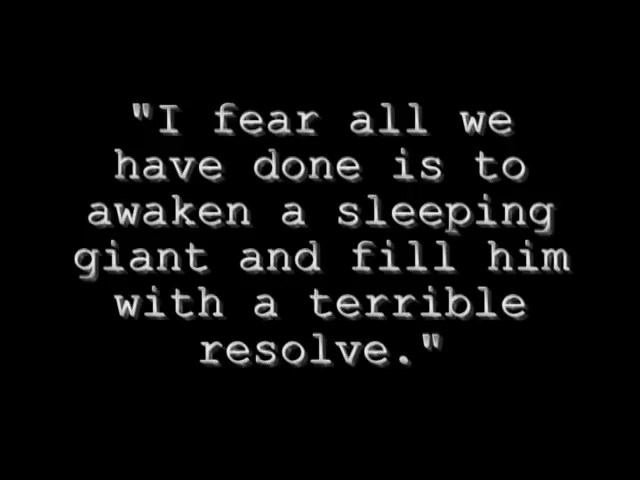 "I fear all we
have done is to
awaken a sleeping
giant and fill him
with a terrible
resolve."